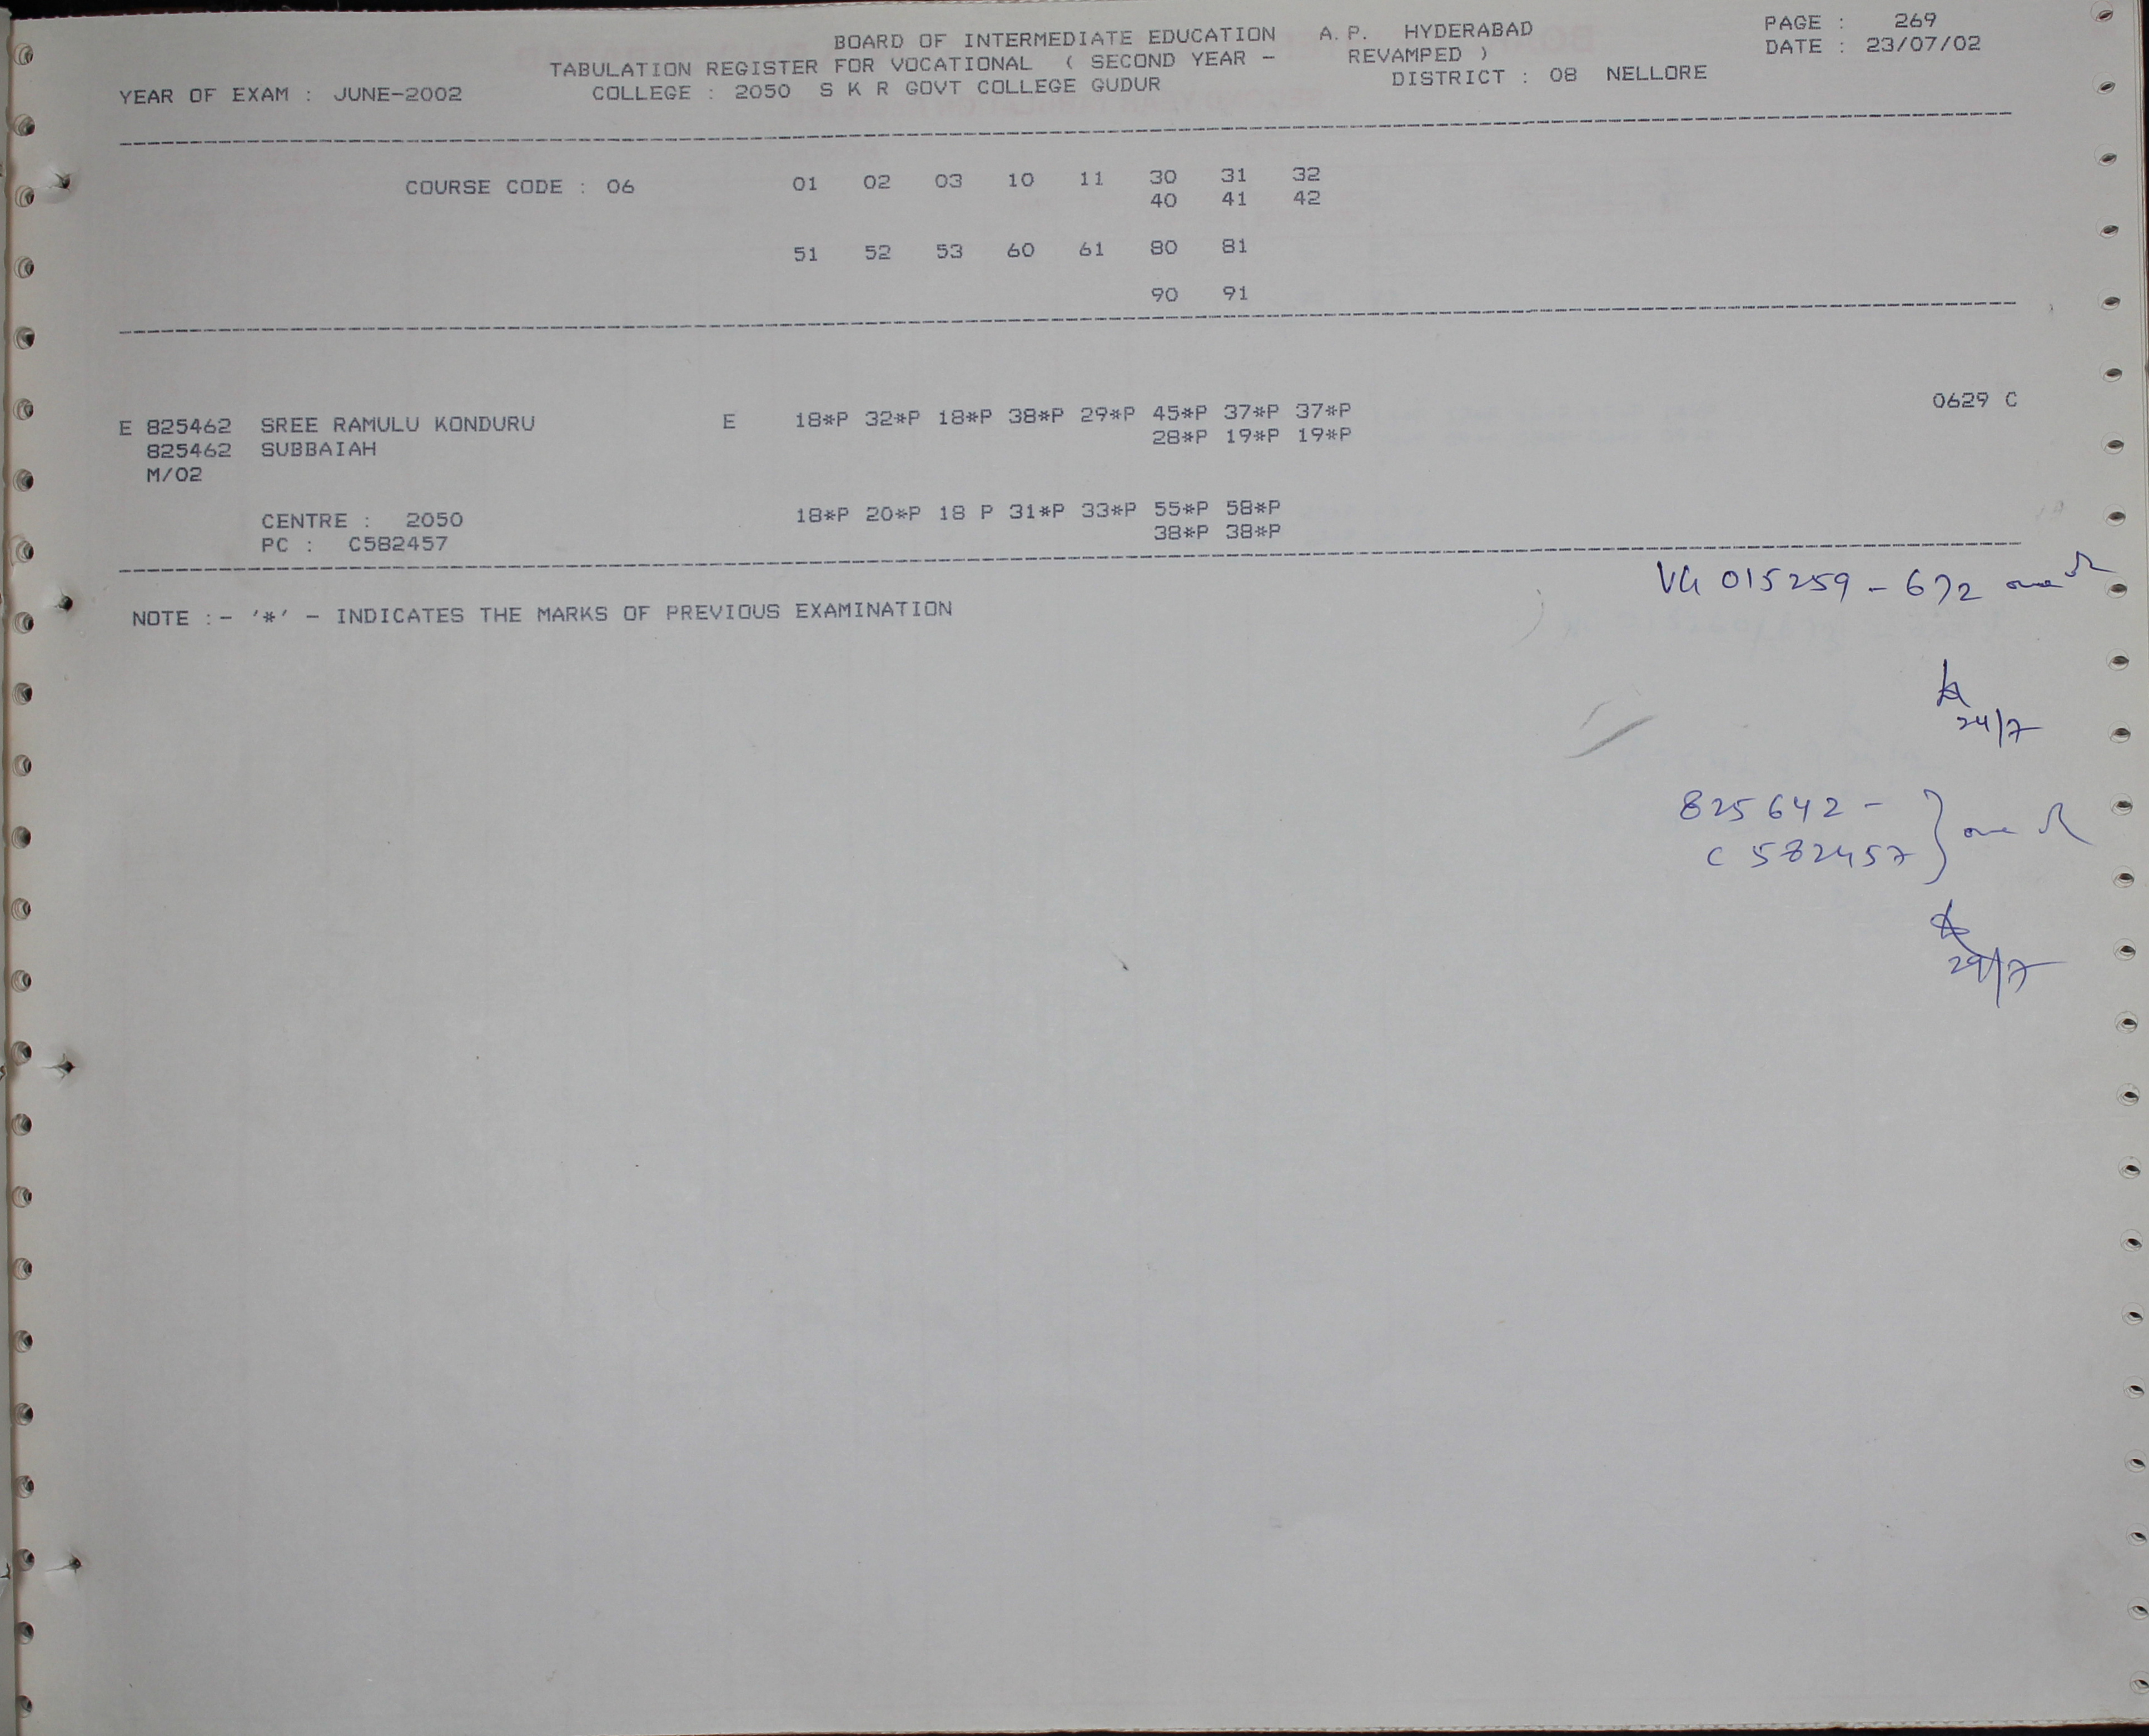 BOARD OF INTERMEDIATE EDUCATION A.P. HYDERABAD PAGE : 269
TABULATION REGISTER FOR VOCATIONAL ( SECOND YEAR - REVAMPED ) DATE : 23/07/02
YEAR OF EXAM : JUNE-2002 COLLEGE : 2050 S K R GOVT COLLEGE GUDUR DISTRICT : 08 NELLORE
COURSE CODE : 06 01 02 03 10 11 30 31 32
40 41 42
51 52 53 60 61 80 81
90 91
E 825462 SREE RAMULU KONDURU E 18*P 32*P 18*P 38*P 29*P 45*P 37*P 37*P 0629 C
825462 SUBBAIAH 28*P 19*P 19*P
M/02
CENTRE : 2050 18*P 20*P 18 P 31*P 33*P 55*P 58*P
PC : C582457 38*P 38*P
NOTE :- '*' - INDICATES THE MARKS OF PREVIOUS EXAMINATION
VG 015259 - 672
24/7
825642 -
C 582457
29/7